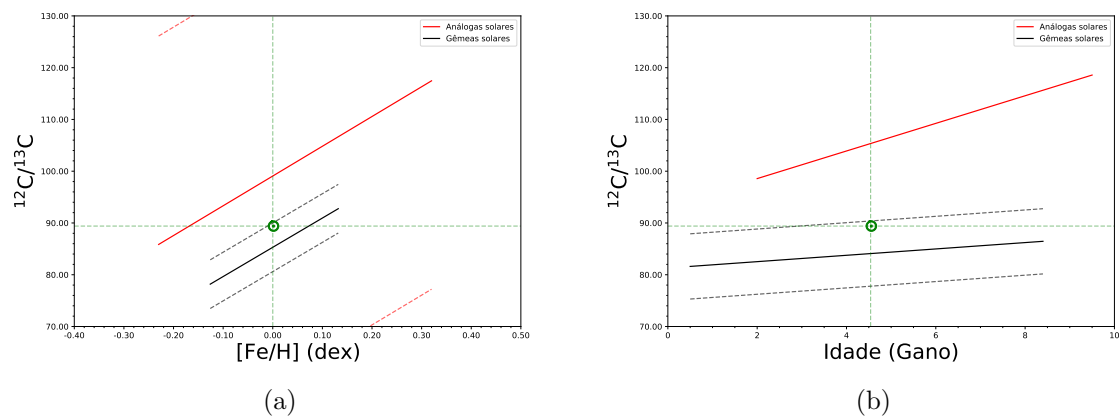 130.00
120.00
110.00
100.00
90.00
80.00
70.00
¹²C/¹³C
-0.40 -0.30 -0.20 -0.10 0.00 0.10 0.20 0.30 0.40 0.50
[Fe/H] (dex)
Análogas solares
Gêmeas solares
(a)
130.00
120.00
110.00
100.00
90.00
80.00
70.00
¹²C/¹³C
0 2 4 6 8 10
Idade (Gano)
Análogas solares
Gêmeas solares
(b)